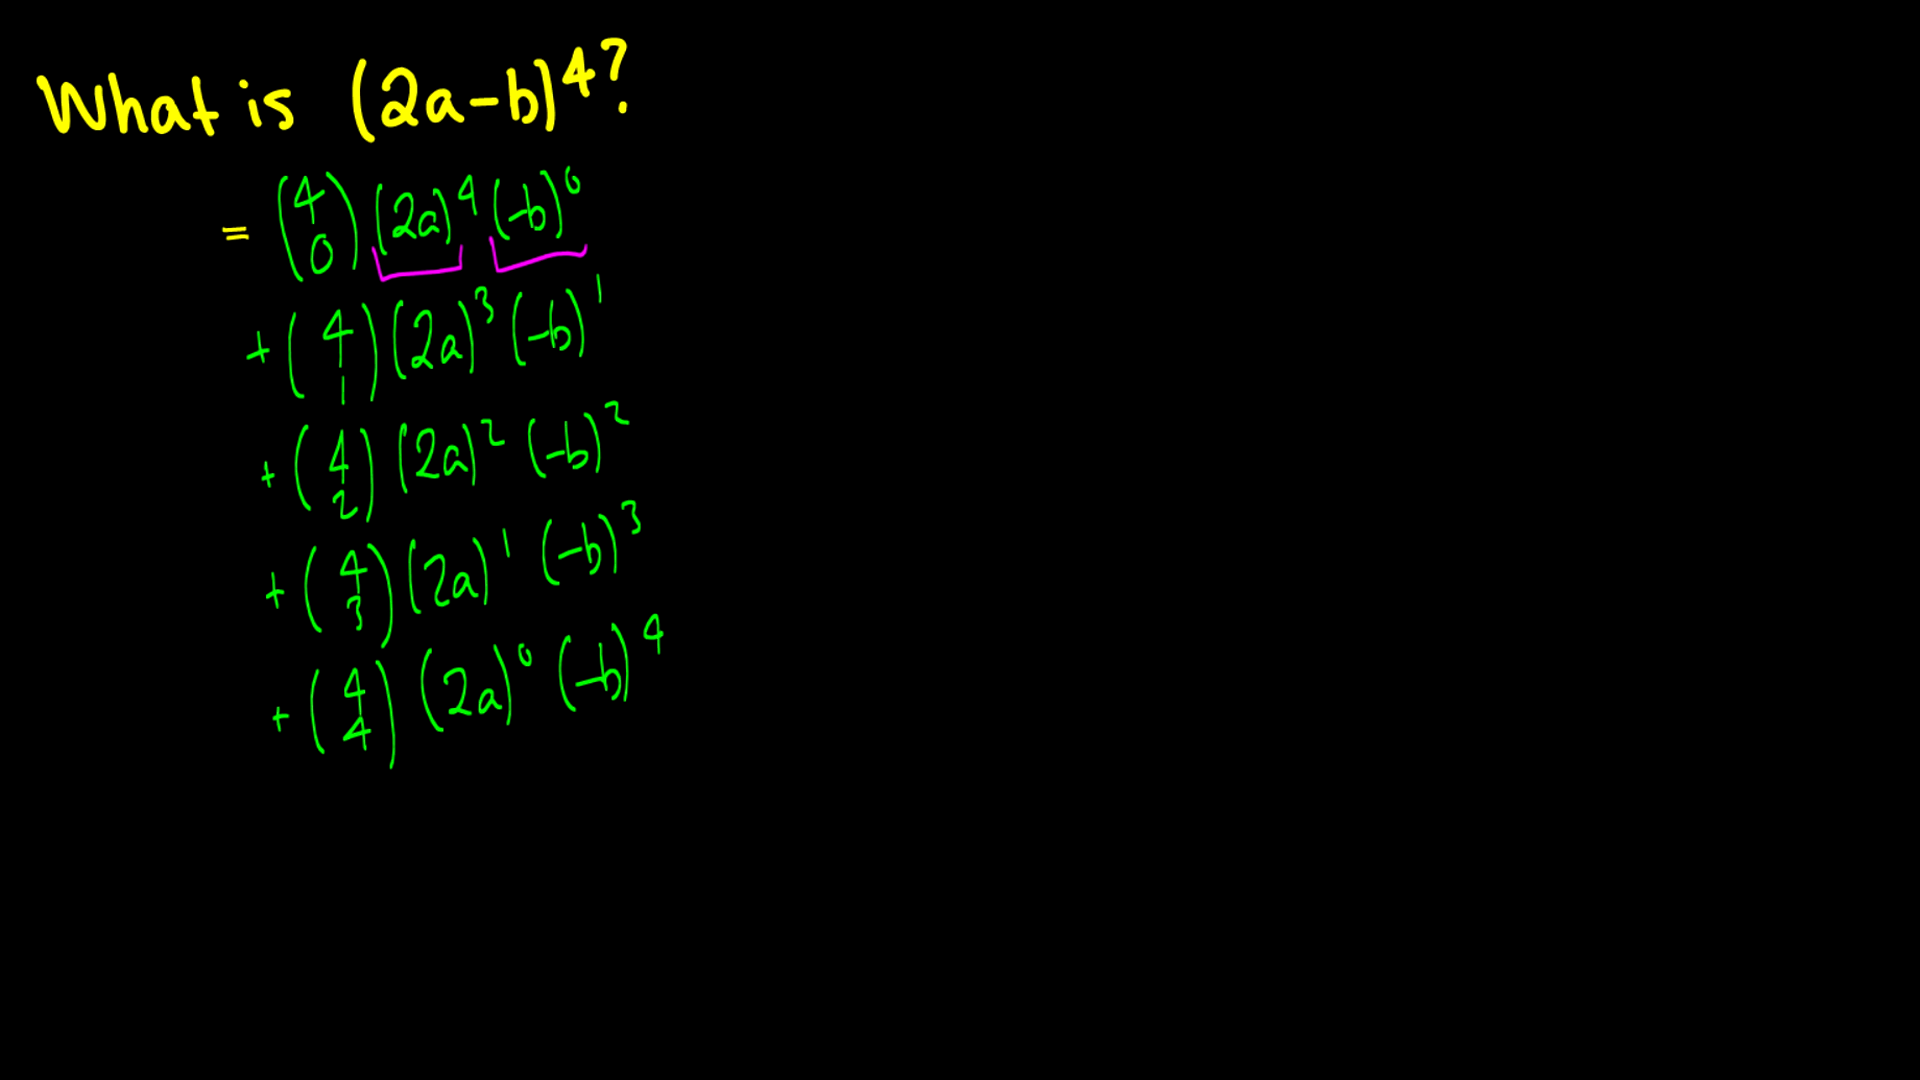 What is (2a-b)⁴?
= (4 0) (2a)⁴ (-b)⁰
+ (4 1) (2a)³ (-b)¹
+ (4 2) (2a)² (-b)²
+ (4 3) (2a)¹ (-b)³
+ (4 4) (2a)⁰ (-b)⁴